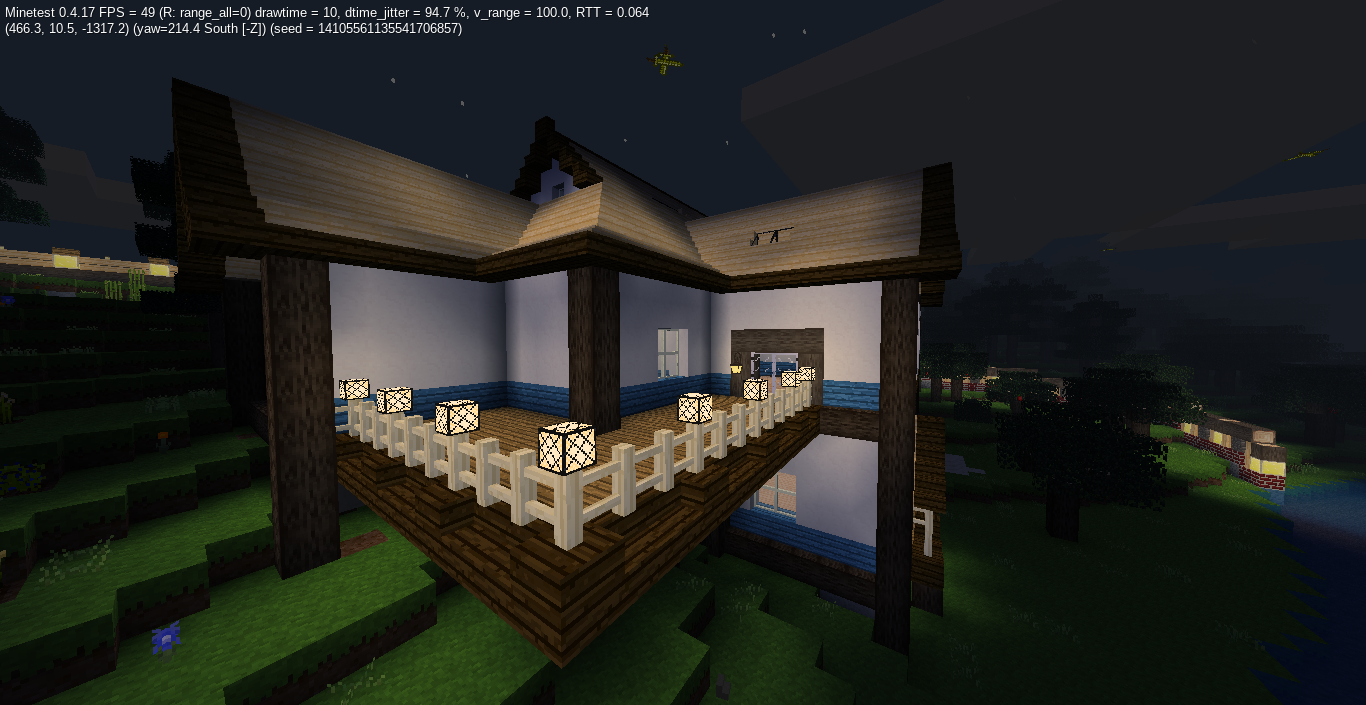 Minetest 0.4.17 FPS = 49 (R: range_all=0) drawtime = 10, dtime_jitter = 94.7 %, v_range = 100.0, RTT = 0.064
(466.3, 10.5, -1317.2) (yaw=214.4 South [-Z]) (seed = 14105561135541706857)